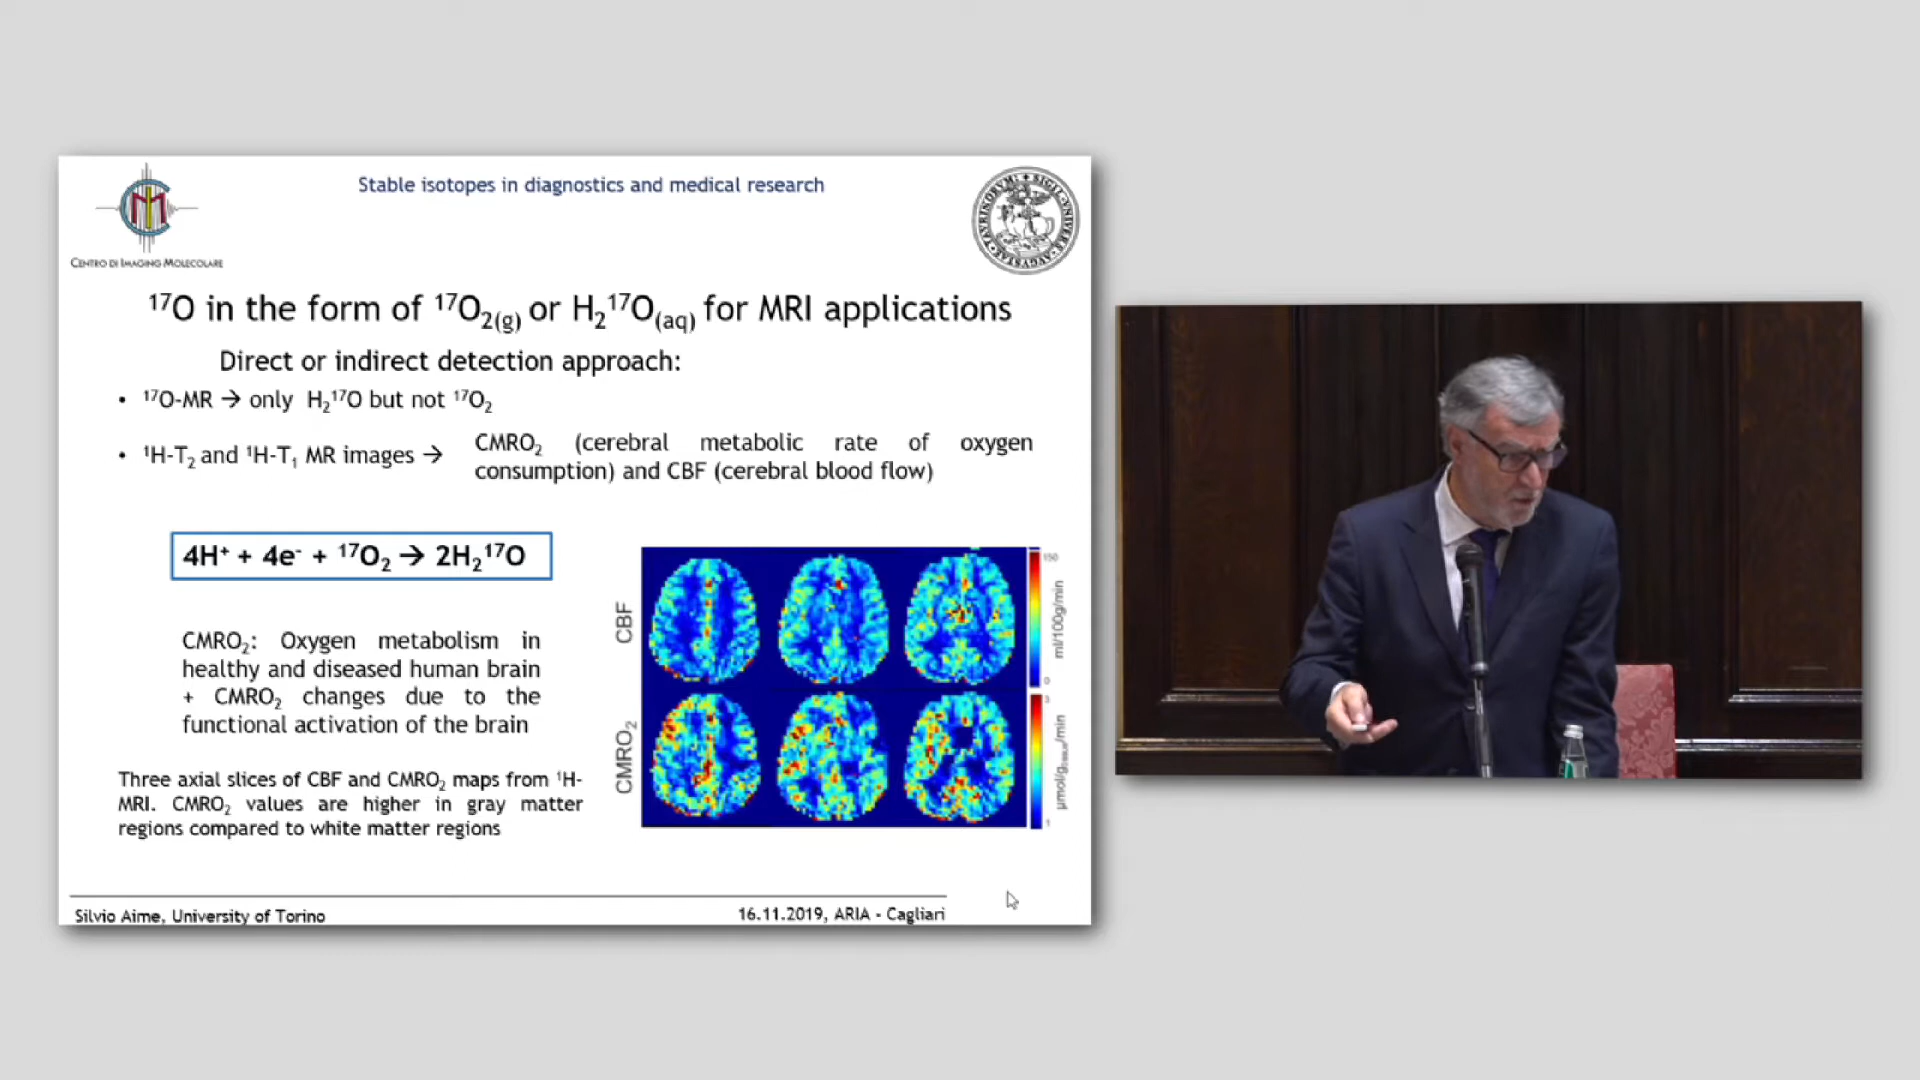 Stable isotopes in diagnostics and medical research
CENTRO DI IMAGING MOLECOLARE
¹⁷O in the form of ¹⁷O₂(g) or H₂¹⁷O(aq) for MRI applications
Direct or indirect detection approach:
• ¹⁷O-MR → only H₂¹⁷O but not ¹⁷O₂
• ¹H-T₂ and ¹H-T₁ MR images →
CMRO₂ (cerebral metabolic rate of oxygen
consumption) and CBF (cerebral blood flow)
4H⁺ + 4e⁻ + ¹⁷O₂ → 2H₂¹⁷O
CMRO₂: Oxygen metabolism in
healthy and diseased human brain
+ CMRO₂ changes due to the
functional activation of the brain
Three axial slices of CBF and CMRO₂ maps from ¹H-
MRI. CMRO₂ values are higher in gray matter
regions compared to white matter regions
CBF
150
ml/100g/min
0
CMRO₂
1
Silvio Aime, University of Torino
16.11.2019, ARIA - Cagliari